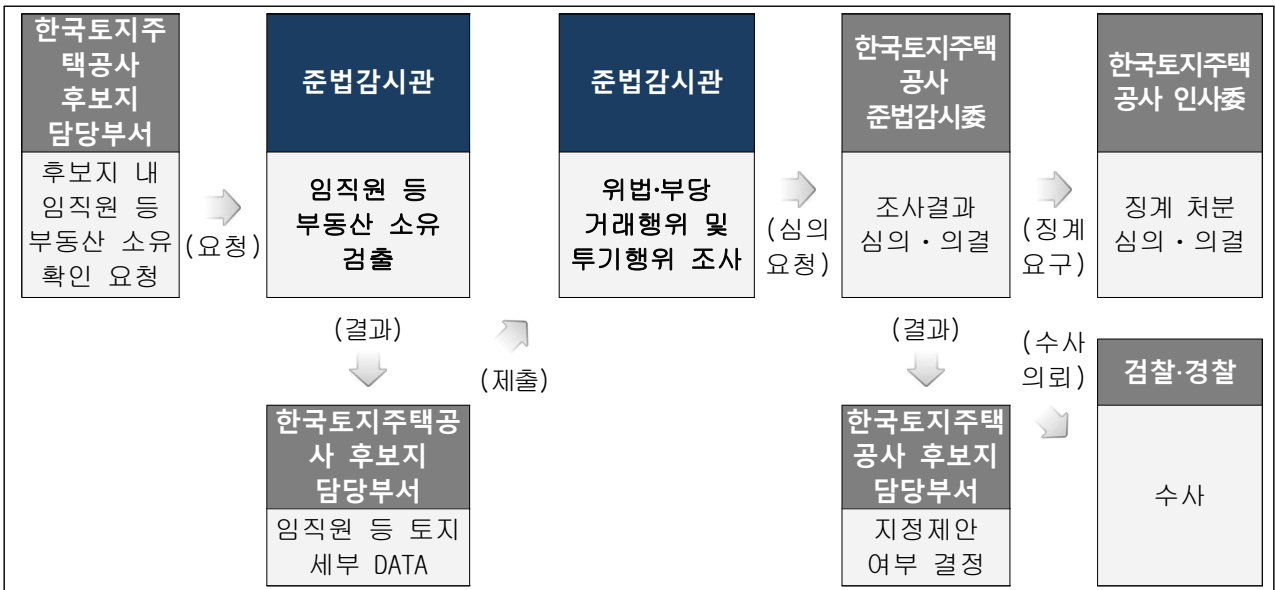 한국토지주
택공사
후보지
담당부서
후보지 내
임직원 등
부동산 소유
확인 요청
(요청)
준법감시관
임직원 등
부동산 소유
검출
준법감시관
위법·부당
거래행위 및
투기행위 조사
(심의
요청)
한국토지주택
공사
준법감시委
조사결과
심의・의결
(징계
요구)
한국토지주택
공사 인사委
징계 처분
심의・의결
(결과)
(제출)
한국토지주택공
사 후보지
담당부서
임직원 등 토지
세부 DATA
(결과)
한국토지주택
공사 후보지
담당부서
지정제안
여부 결정
(수사
의뢰)
검찰·경찰
수사